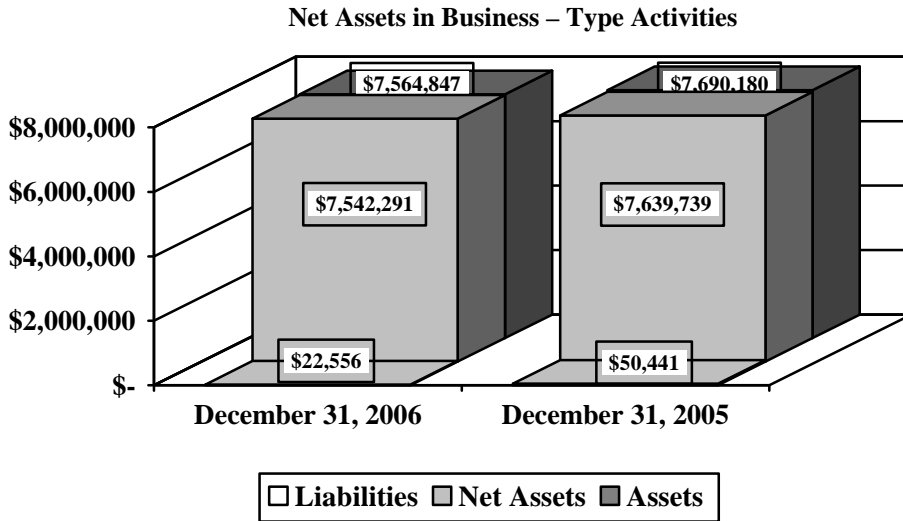 Net Assets in Business – Type Activities
$7,564,847
$7,690,180
$8,000,000
$6,000,000
$7,542,291
$7,639,739
$4,000,000
$2,000,000
$22,556
$50,441
$-
December 31, 2006
December 31, 2005
Liabilities
Net Assets
Assets